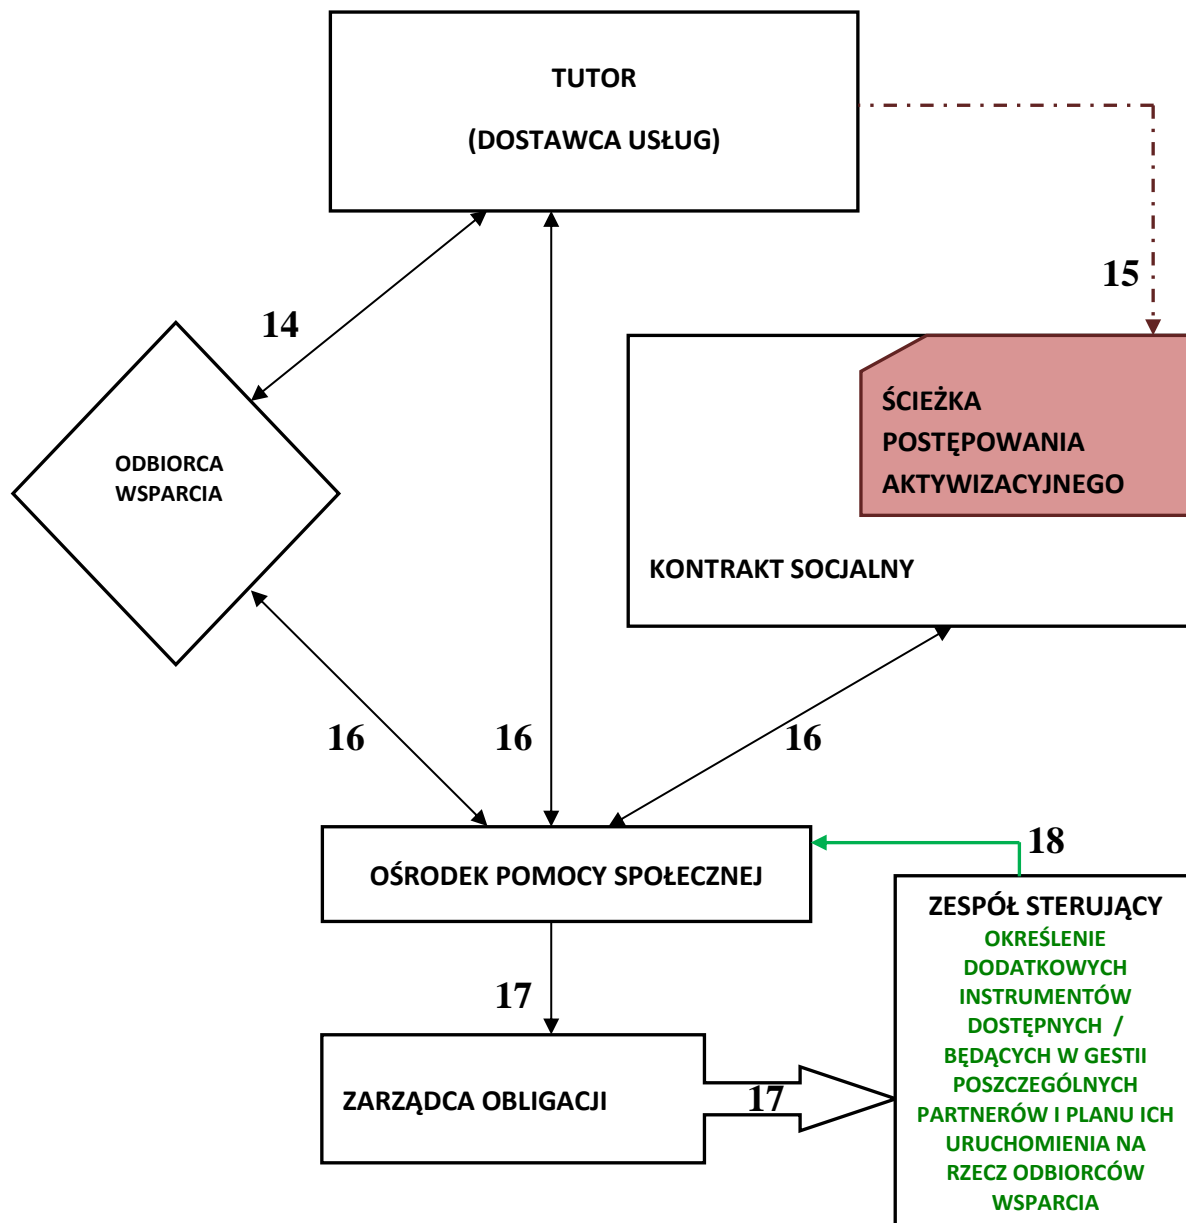 TUTOR
(DOSTAWCA USŁUG)
15
14
ŚCIEŻKA
POSTĘPOWANIA
AKTYWIZACYJNEGO
ODBIORCA
WSPARCIA
KONTRAKT SOCJALNY
16
16
16
OŚRODEK POMOCY SPOŁECZNEJ
18
ZESPÓŁ STERUJĄCY
OKREŚLENIE
DODATKOWYCH
INSTRUMENTÓW
DOSTĘPNYCH /
BĘDĄCYCH W GESTII
POSZCZEGÓLNYCH
PARTNERÓW I PLANU ICH
URUCHOMIENIA NA
RZECZ ODBIORCÓW
WSPARCIA
17
ZARZĄDCA OBLIGACJI
17